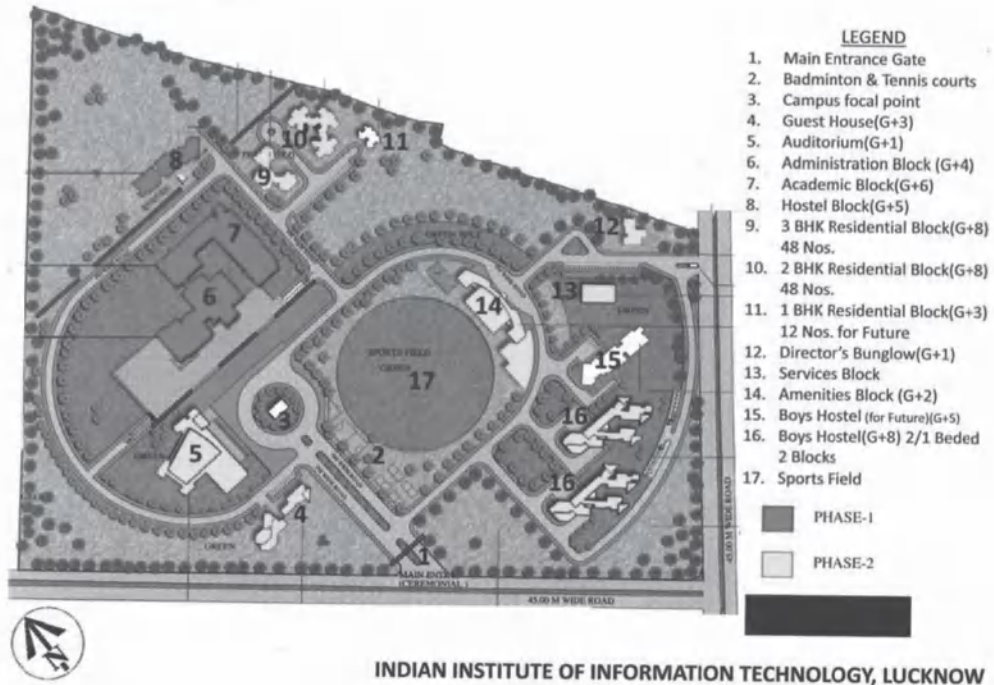 LEGEND
1. Main Entrance Gate
2. Badminton & Tennis courts
3. Campus focal point
4. Guest House(G+3)
5. Auditorium(G+1)
6. Administration Block (G+4)
7. Academic Block(G+6)
8. Hostel Block(G+5)
9. 3 BHK Residential Block(G+8)
48 Nos.
10. 2 BHK Residential Block(G+8)
48 Nos.
11. 1 BHK Residential Block(G+3)
12 Nos. for Future
12. Director's Bunglow(G+1)
13. Services Block
14. Amenities Block (G+2)
15. Boys Hostel (for Future)(G+5)
16. Boys Hostel(G+8) 2/1 Beded
2 Blocks
17. Sports Field
PHASE-1
PHASE-2
10
11
8
9
7
12
GREEN BELT
6
14
13
GREEN
SPORTS FIELD
15
17
3
16
2
5
16
4
GREEN
1
MAIN ENTRY
(CEREMONIAL)
45.00 M WIDE ROAD
45.00 M WIDE ROAD
N
INDIAN INSTITUTE OF INFORMATION TECHNOLOGY, LUCKNOW